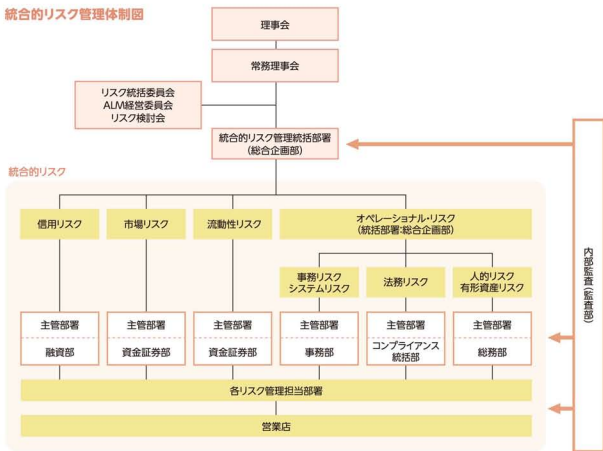 統合的リスク管理体制図
理事会
常務理事会
リスク統括委員会
ALM経営委員会
リスク検討会
統合的リスク管理統括部署
(総合企画部)
統合的リスク
信用リスク
市場リスク
流動性リスク
オペレーショナル・リスク
(統括部署:総合企画部)
事務リスク
システムリスク
法務リスク
人的リスク
有形資産リスク
主管部署
融資部
主管部署
資金証券部
主管部署
資金証券部
主管部署
事務部
主管部署
コンプライアンス
統括部
主管部署
総務部
各リスク管理担当部署
営業店
内部監査(監査部)